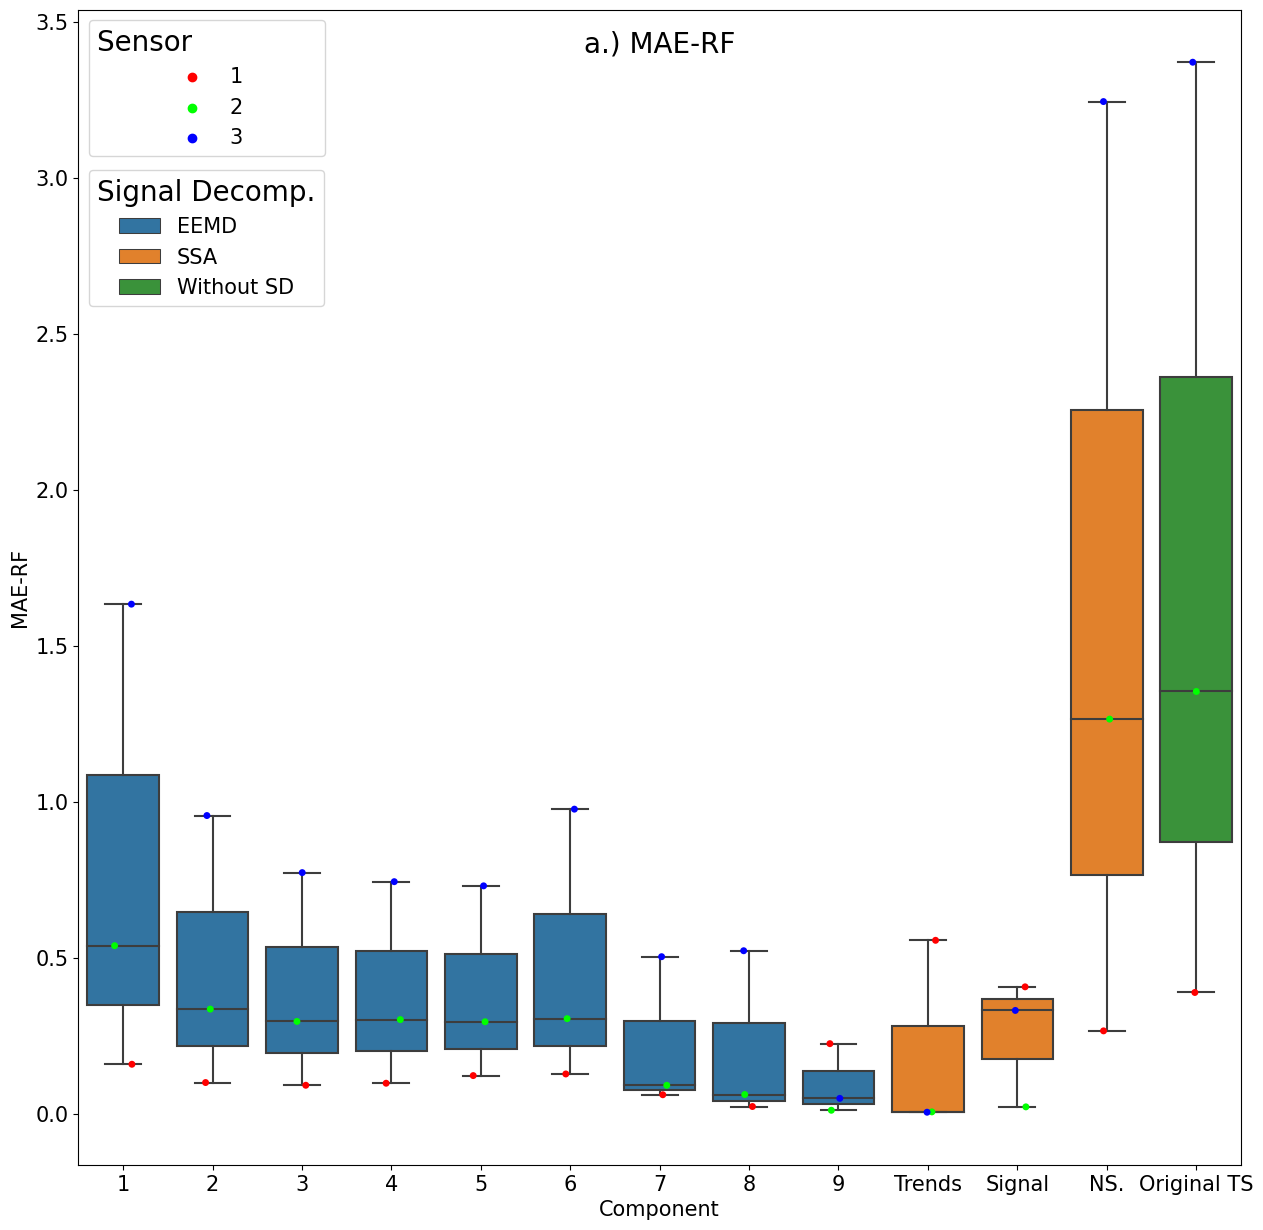 a.) MAE-RF
Sensor
1
2
3
Signal Decomp.
EEMD
SSA
Without SD
MAE-RF
3.5
3.0
2.5
2.0
1.5
1.0
0.5
0.0
1 2 3 4 5 6 7 8 9 Trends Signal NS. Original TS
Component